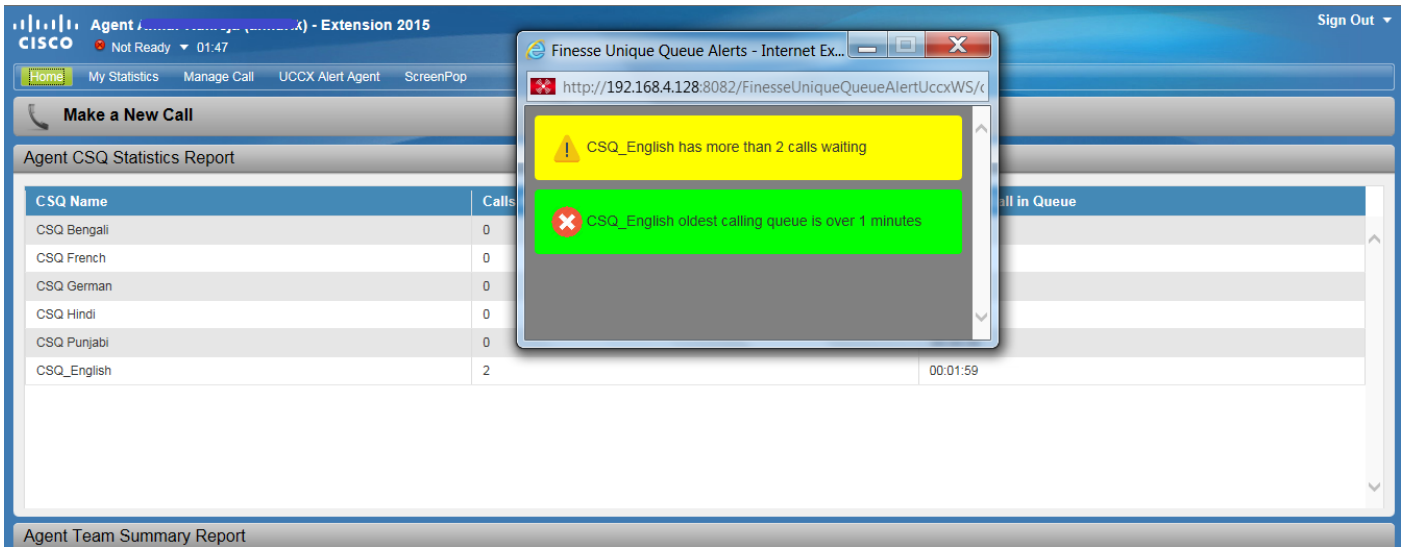 Agent
- Extension 2015
Sign Out
CISCO
Not Ready 01:47
Home My Statistics Manage Call UCCX Alert Agent ScreenPop
Make a New Call
Agent CSQ Statistics Report
CSQ Name Calls all in Queue
CSQ Bengali 0
CSQ French 0
CSQ German 0
CSQ Hindi 0
CSQ Punjabi 0
CSQ_English 2 00:01:59
Agent Team Summary Report
Finesse Unique Queue Alerts - Internet Ex...
http://192.168.4.128:8082/FinesseUniqueQueueAlertUccxWS/
CSQ_English has more than 2 calls waiting
CSQ_English oldest calling queue is over 1 minutes